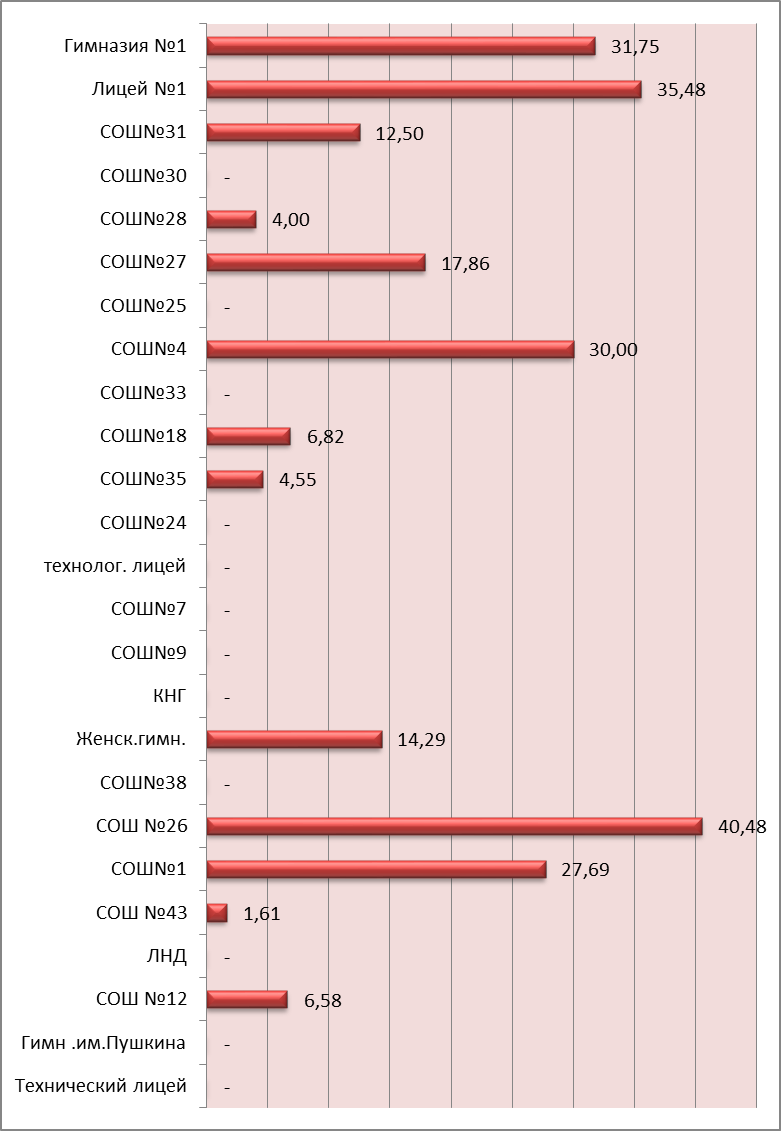 Гимназия №1 31,75
Лицей №1 35,48
СОШ№31 12,50
СОШ№30 -
СОШ№28 4,00
СОШ№27 17,86
СОШ№25 -
СОШ№4 30,00
СОШ№33 -
СОШ№18 6,82
СОШ№35 4,55
СОШ№24 -
технолог. лицей -
СОШ№7 -
СОШ№9 -
КНГ -
Женск.гимн. 14,29
СОШ№38 -
СОШ №26 40,48
СОШ№1 27,69
СОШ №43 1,61
ЛНД -
СОШ №12 6,58
Гимн .им.Пушкина -
Технический лицей -